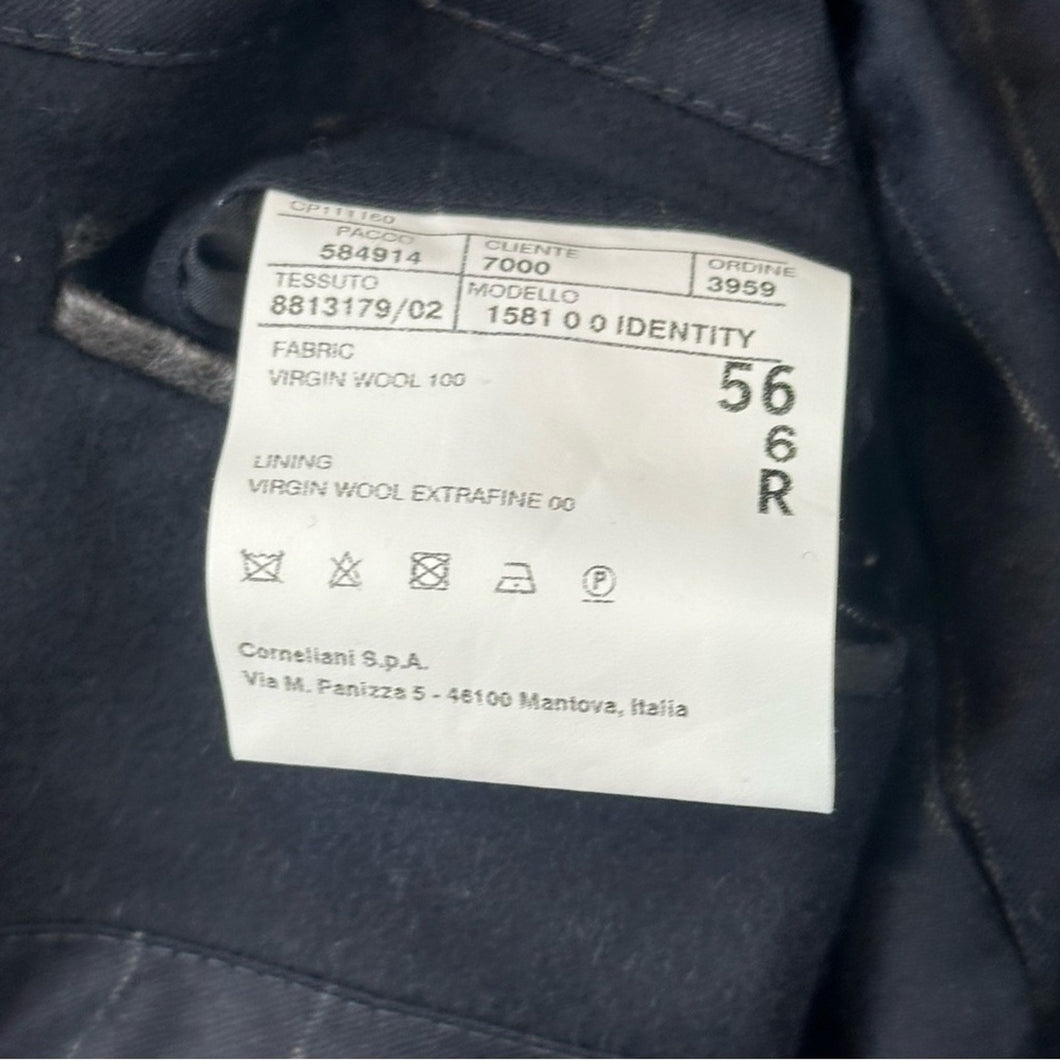 CP111160
PACCO CLIENTE ORDINE
584914 7000 3959
TESSUTO MODELLO
8813179/02 1581 0 0 IDENTITY
FABRIC
VIRGIN WOOL 100
56
6
R
LINING
VIRGIN WOOL EXTRAFINE 00
P
Corneliani S.p.A.
Via M. Panizza 5 - 46100 Mantova, Italia